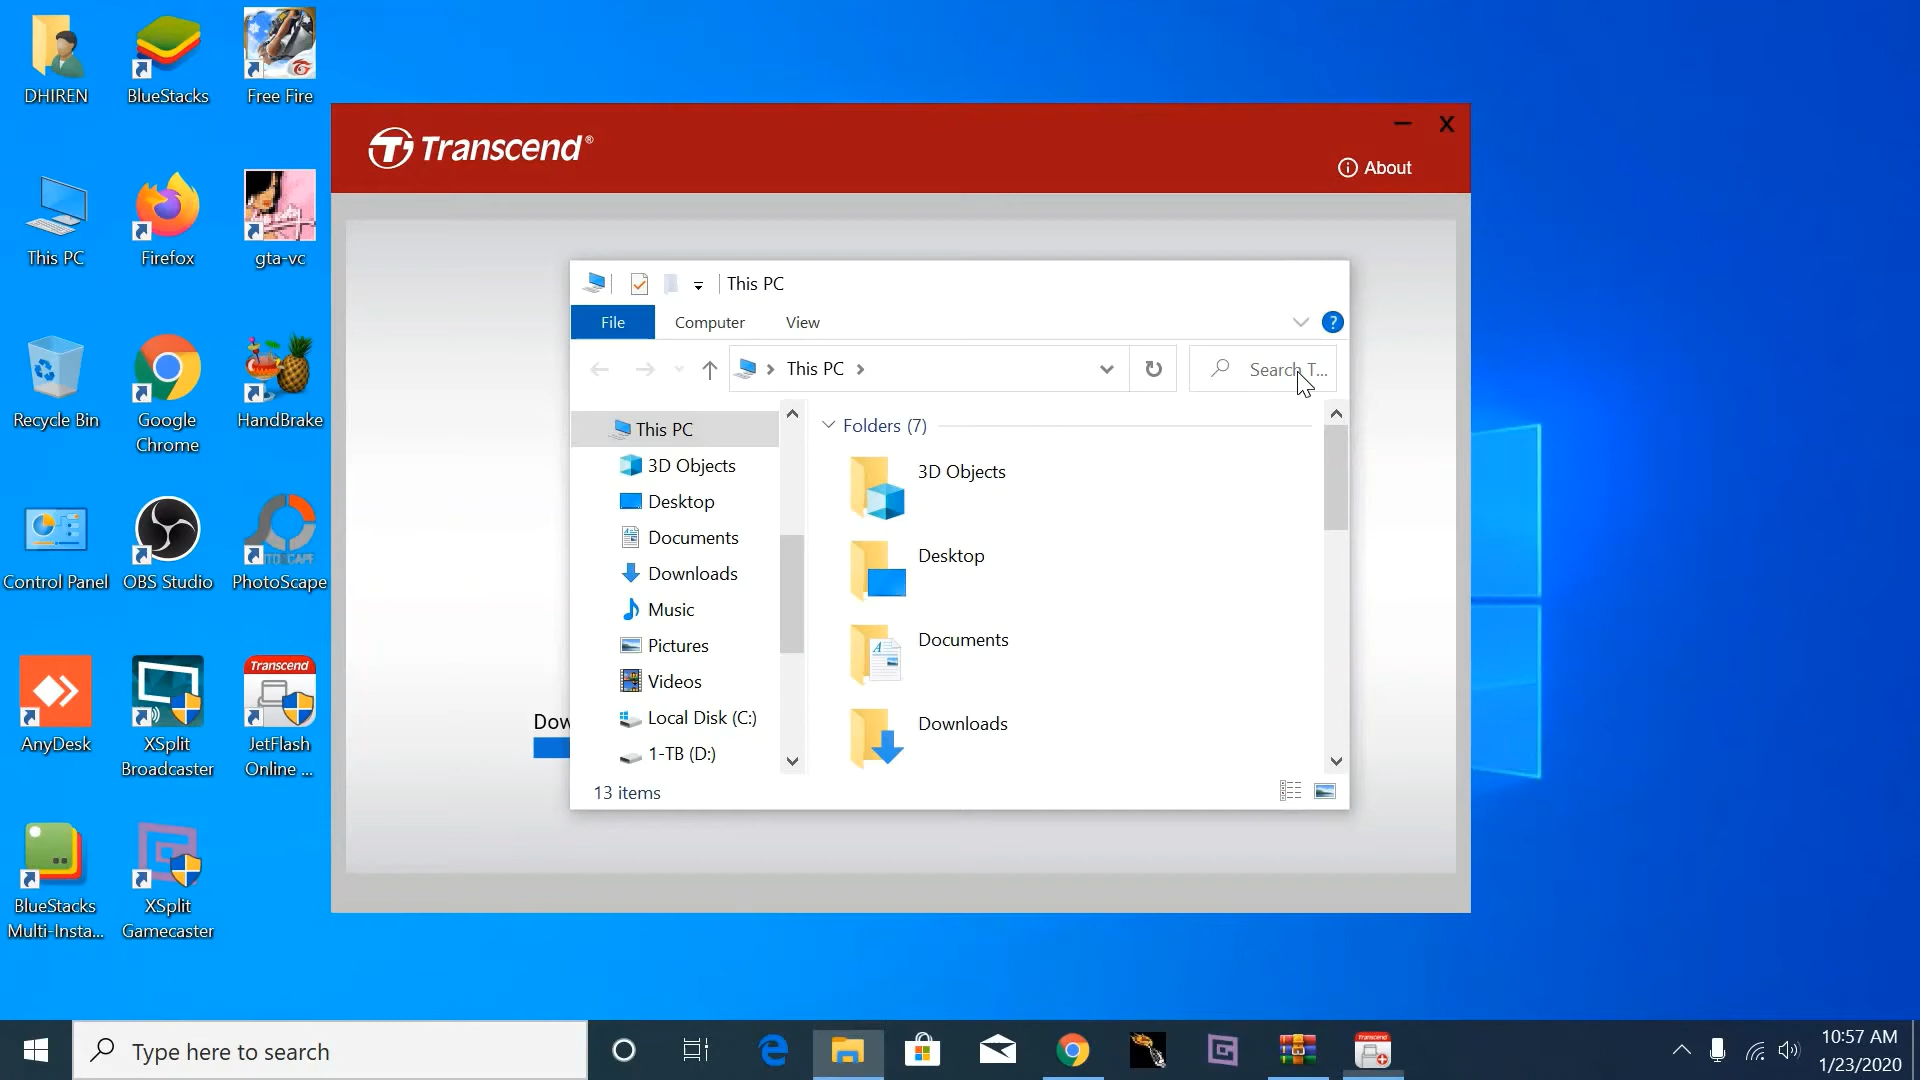 DHIREN
BlueStacks
Free Fire
This PC
Firefox
gta-vc
Recycle Bin
Google
Chrome
HandBrake
Control Panel
OBS Studio
PhotoScape
AnyDesk
XSplit
Broadcaster
Transcend
JetFlash
Online ...
BlueStacks
Multi-Insta...
XSplit
Gamecaster
Transcend®
About
This PC
File
Computer
View
?
This PC
Search T...
This PC
3D Objects
Desktop
Documents
Downloads
Music
Pictures
Videos
Local Disk (C:)
1-TB (D:)
Folders (7)
3D Objects
Desktop
Documents
Downloads
13 items
Dow
Type here to search
Transcend
10:57 AM
1/23/2020